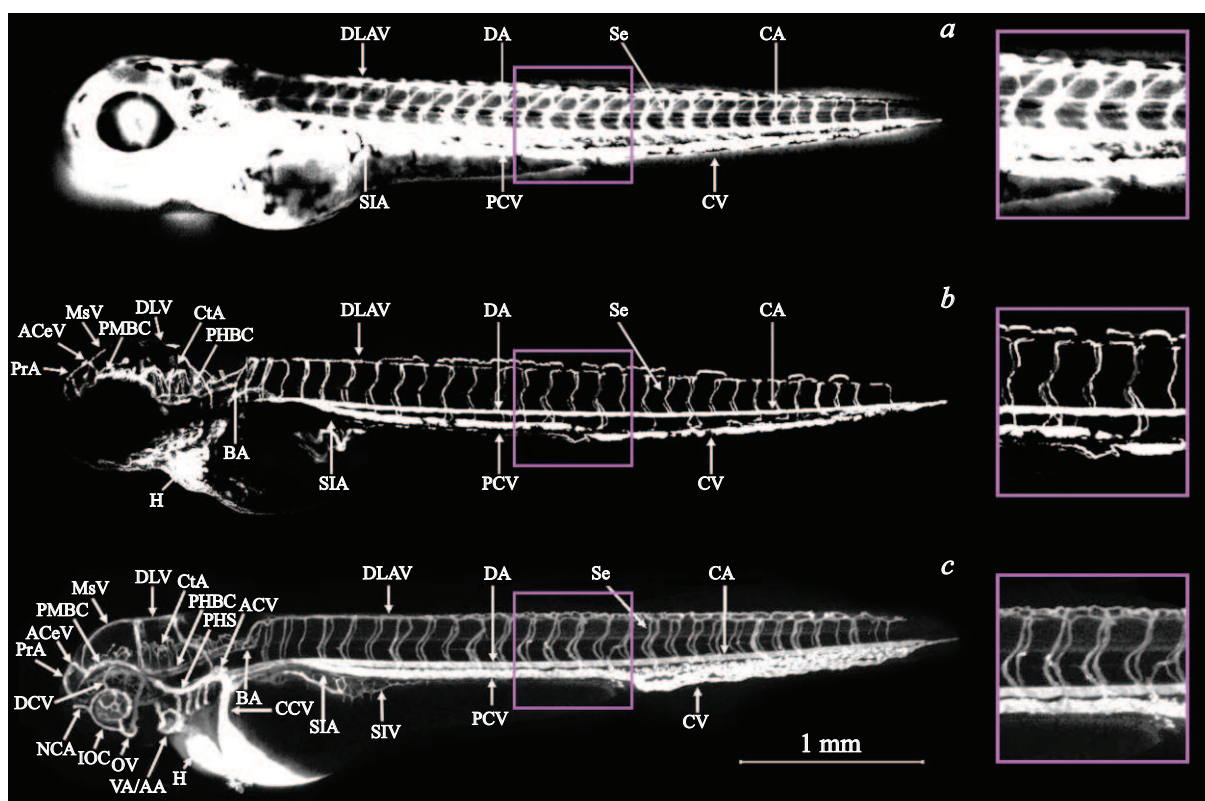 DLAV DA Se CA a
SIA PCV CV
MsV DLV CtA DLAV DA Se CA b
ACeV PMBC PHBC
PrA
BA SIA PCV CV
H
MsV DLV CtA DLAV DA Se CA c
PMBC PHBC ACV
ACeV PHS
PrA
DCV BA CCV SIA SIV PCV CV
NCA IOC OV VA/AA H
1 mm